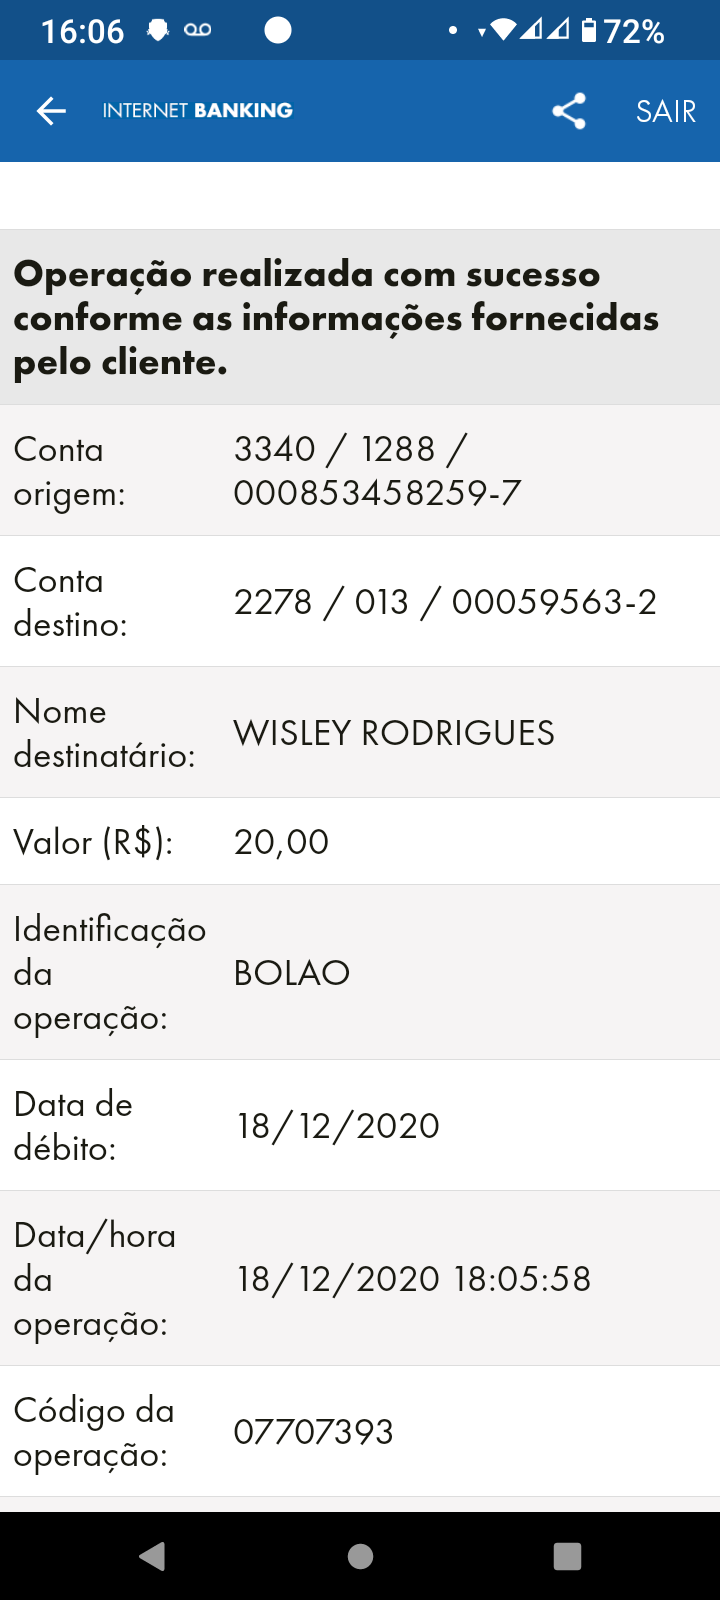 16:06 72%
INTERNET BANKING SAIR
Operação realizada com sucesso
conforme as informações fornecidas
pelo cliente.
Conta
origem:
3340 / 1288 /
000853458259-7
Conta
destino:
2278 / 013 / 00059563-2
Nome
destinatário:
WISLEY RODRIGUES
Valor (R$): 20,00
Identificação
da
operação:
BOLAO
Data de
débito:
18/12/2020
Data/hora
da
operação:
18/12/2020 18:05:58
Código da
operação:
07707393